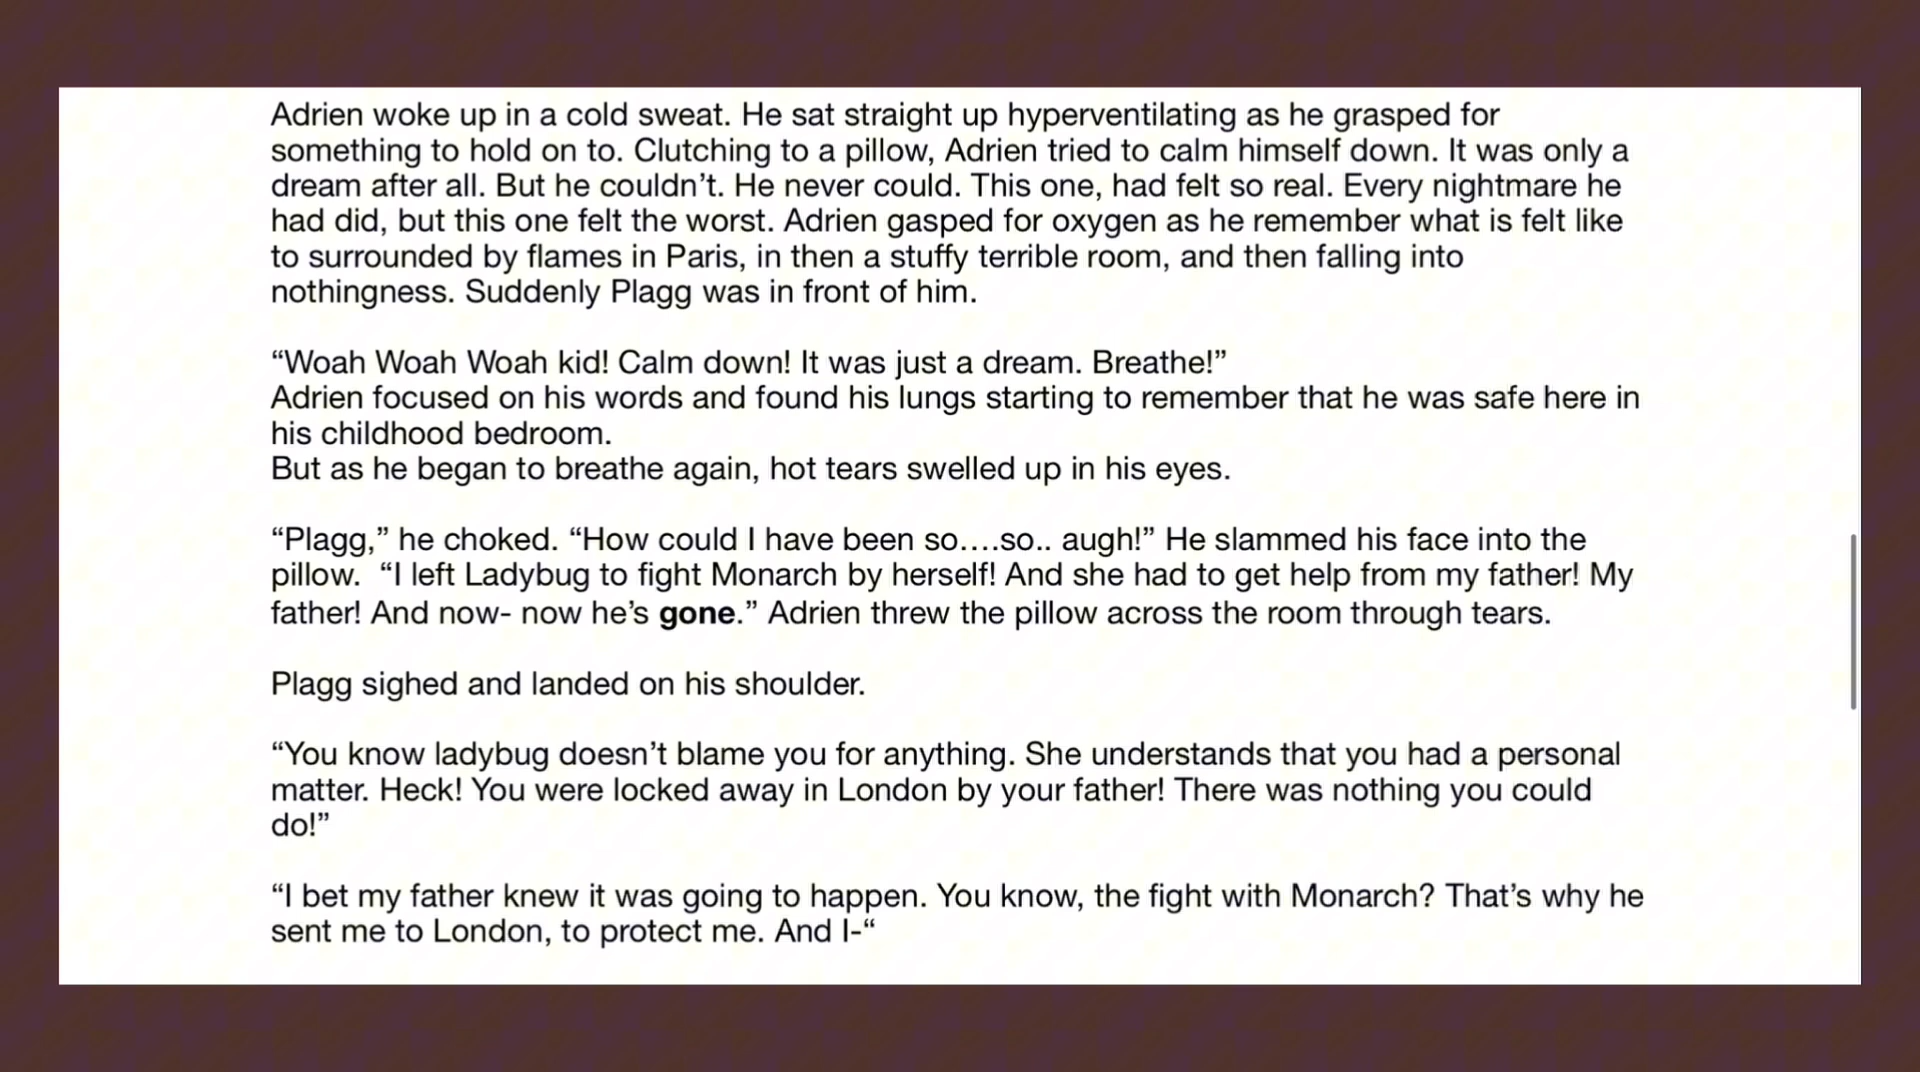 Adrien woke up in a cold sweat. He sat straight up hyperventilating as he grasped for
something to hold on to. Clutching to a pillow, Adrien tried to calm himself down. It was only a
dream after all. But he couldn’t. He never could. This one, had felt so real. Every nightmare he
had did, but this one felt the worst. Adrien gasped for oxygen as he remember what is felt like
to surrounded by flames in Paris, in then a stuffy terrible room, and then falling into
nothingness. Suddenly Plagg was in front of him.
“Woah Woah Woah kid! Calm down! It was just a dream. Breathe!”
Adrien focused on his words and found his lungs starting to remember that he was safe here in
his childhood bedroom.
But as he began to breathe again, hot tears swelled up in his eyes.
“Plagg,” he choked. “How could I have been so….so.. augh!” He slammed his face into the
pillow.  “I left Ladybug to fight Monarch by herself! And she had to get help from my father! My
father! And now- now he’s gone.” Adrien threw the pillow across the room through tears.
Plagg sighed and landed on his shoulder.
“You know ladybug doesn’t blame you for anything. She understands that you had a personal
matter. Heck! You were locked away in London by your father! There was nothing you could
do!”
“I bet my father knew it was going to happen. You know, the fight with Monarch? That’s why he
sent me to London, to protect me. And I-“